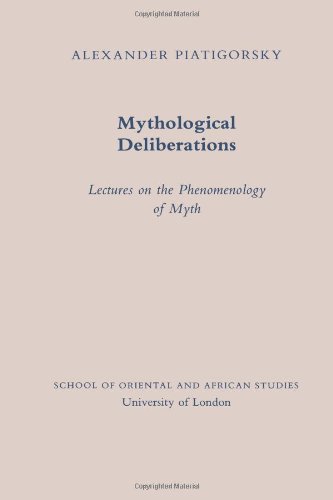 Copyrighted Material
ALEXANDER PIATIGORSKY
Mythological
Deliberations
Lectures on the Phenomenology
of Myth
SCHOOL OF ORIENTAL AND AFRICAN STUDIES
University of London
Copyrighted Material